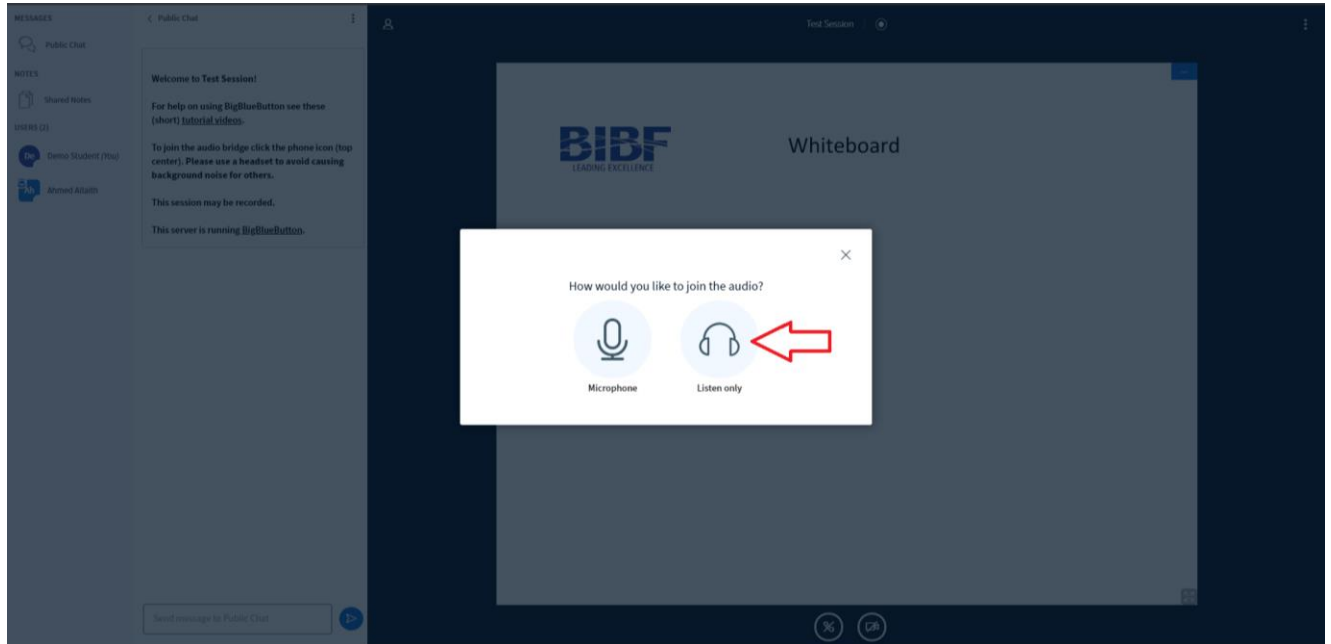 MESSAGES
Public Chat
NOTES
Shared Notes
USERS (2)
De Demo Student (You)
Ah Ahmed Allaith
Public Chat
Welcome to Test Session!
For help on using BigBlueButton see these
(short) tutorial videos.
To join the audio bridge click the phone icon (top
center). Please use a headset to avoid causing
background noise for others.
This session may be recorded.
This server is running BigBlueButton.
Send message to Public Chat
Test Session
BIBF
LEADING EXCELLENCE
Whiteboard
How would you like to join the audio?
Microphone
Listen only